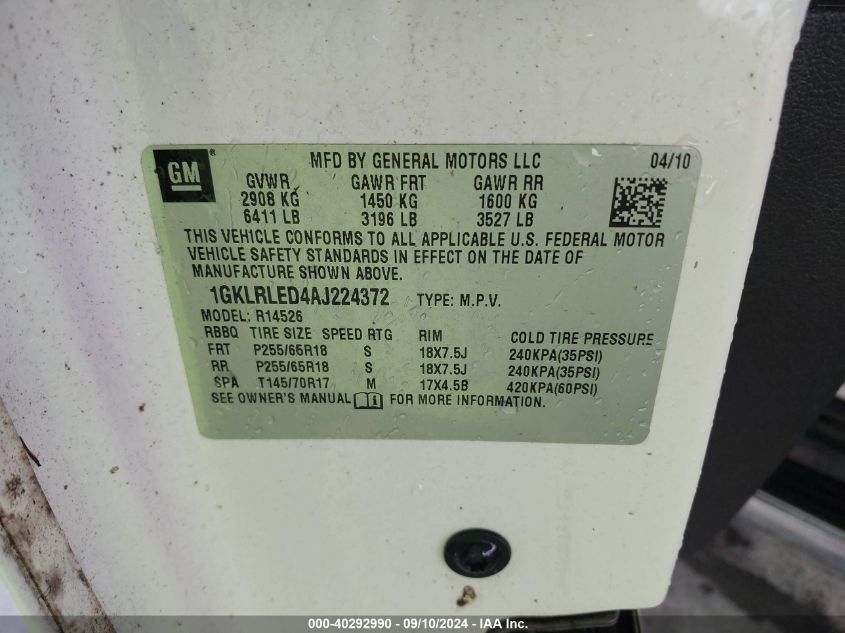 GM® MFD BY GENERAL MOTORS LLC 04/10
GVWR GAWR FRT GAWR RR
2908 KG 1450 KG 1600 KG
6411 LB 3196 LB 3527 LB
THIS VEHICLE CONFORMS TO ALL APPLICABLE U.S. FEDERAL MOTOR
VEHICLE SAFETY STANDARDS IN EFFECT ON THE DATE OF
MANUFACTURE SHOWN ABOVE.
1GKLRLED4AJ224372 TYPE: M.P.V.
MODEL: R14526
RBBQ TIRE SIZE SPEED RTG RIM COLD TIRE PRESSURE
FRT P255/65R18 S 18X7.5J 240KPA(35PSI)
RR P255/65R18 S 18X7.5J 240KPA(35PSI)
SPA T145/70R17 M 17X4.5B 420KPA(60PSI)
SEE OWNER'S MANUAL FOR MORE INFORMATION.
000-40292990 - 09/10/2024 - IAA Inc.